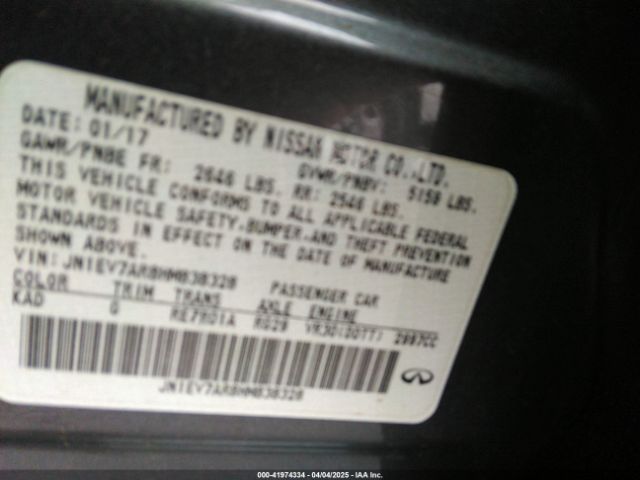 MANUFACTURED BY NISSAN MOTOR CO.,LTD.
DATE: 01/17 GVWR/PNBV: 5159 LBS.
GAWR/PNBE FR: 2646 LBS. RR: 2546 LBS.
THIS VEHICLE CONFORMS TO ALL APPLICABLE FEDERAL
MOTOR VEHICLE SAFETY,BUMPER,AND THEFT PREVENTION
STANDARDS IN EFFECT ON THE DATE OF MANUFACTURE
SHOWN ABOVE.
VIN: JN1EV7AR8HM838328 PASSENGER CAR
COLOR TRIM TRANS AXLE ENGINE
KAD G RE7R01A RG29 VR30(DDTT) 2997CC
JN1EV7AR8HM838328
000-41974334 - 04/04/2025 - IAA Inc.